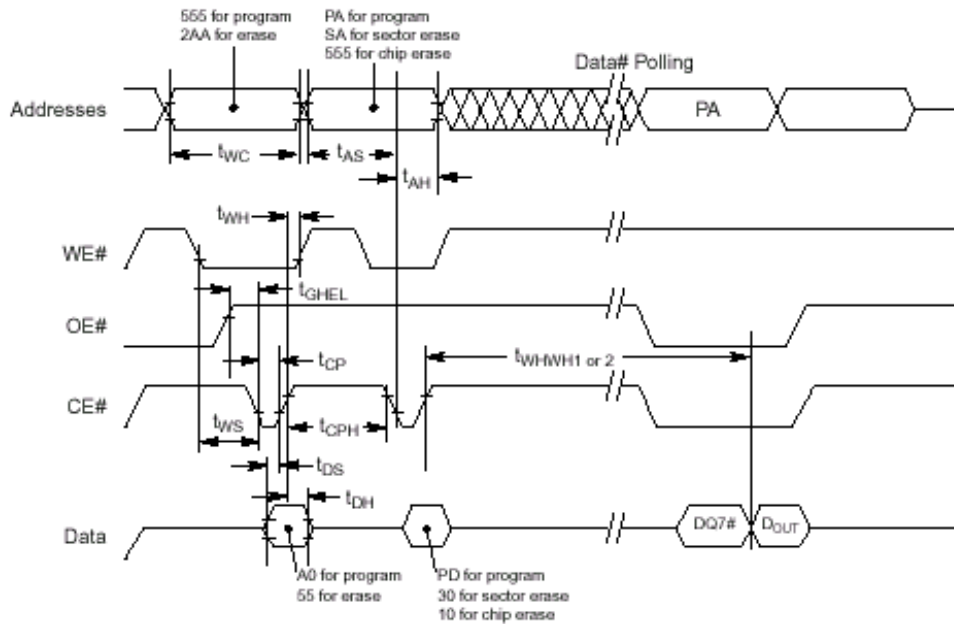 555 for program
2AA for erase
PA for program
SA for sector erase
555 for chip erase
Data# Polling
Addresses
PA
tWC
tAS
tAH
tWH
WE#
tGHEL
OE#
tCP
tWHWH1 or 2
CE#
tWS
tCPH
tDS
tDH
Data
DQ7#
DOUT
A0 for program
55 for erase
PD for program
30 for sector erase
10 for chip erase